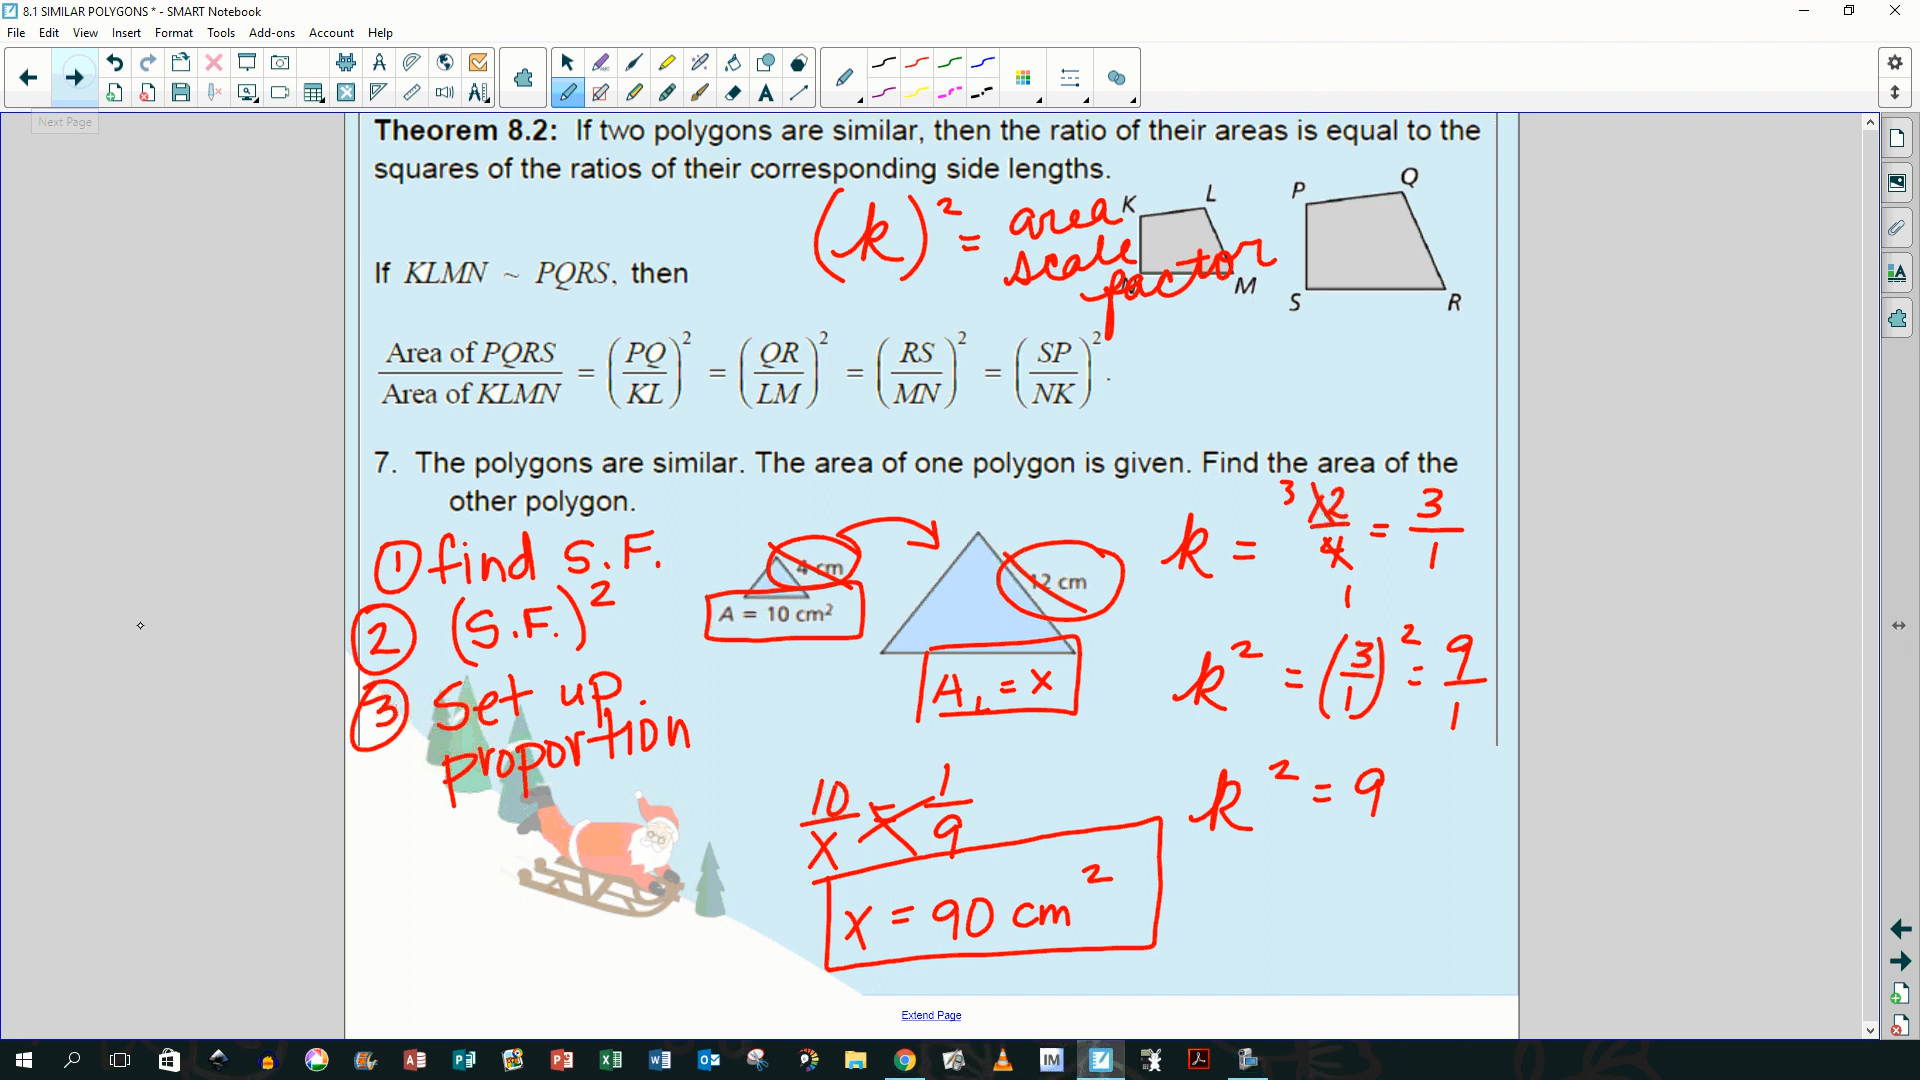 8.1 SIMILAR POLYGONS * - SMART Notebook
File Edit View Insert Format Tools Add-ons Account Help
Next Page
Theorem 8.2: If two polygons are similar, then the ratio of their areas is equal to the
squares of the ratios of their corresponding side lengths.
(k)² = area
scale
factor
K L M
P Q S R
If KLMN ~ PQRS, then
Area of PQRS / Area of KLMN = (PQ/KL)² = (QR/LM)² = (RS/MN)² = (SP/NK)².
7. The polygons are similar. The area of one polygon is given. Find the area of the
other polygon.
① find S.F.
② (S.F.)²
③ Set up
proportion
4 cm
A = 10 cm²
12 cm
A_L = x
k = 3 12/4 1 = 3/1
k² = (3/1)² = 9/1
k² = 9
10/x = 1/9
x = 90 cm²
Extend Page
IM